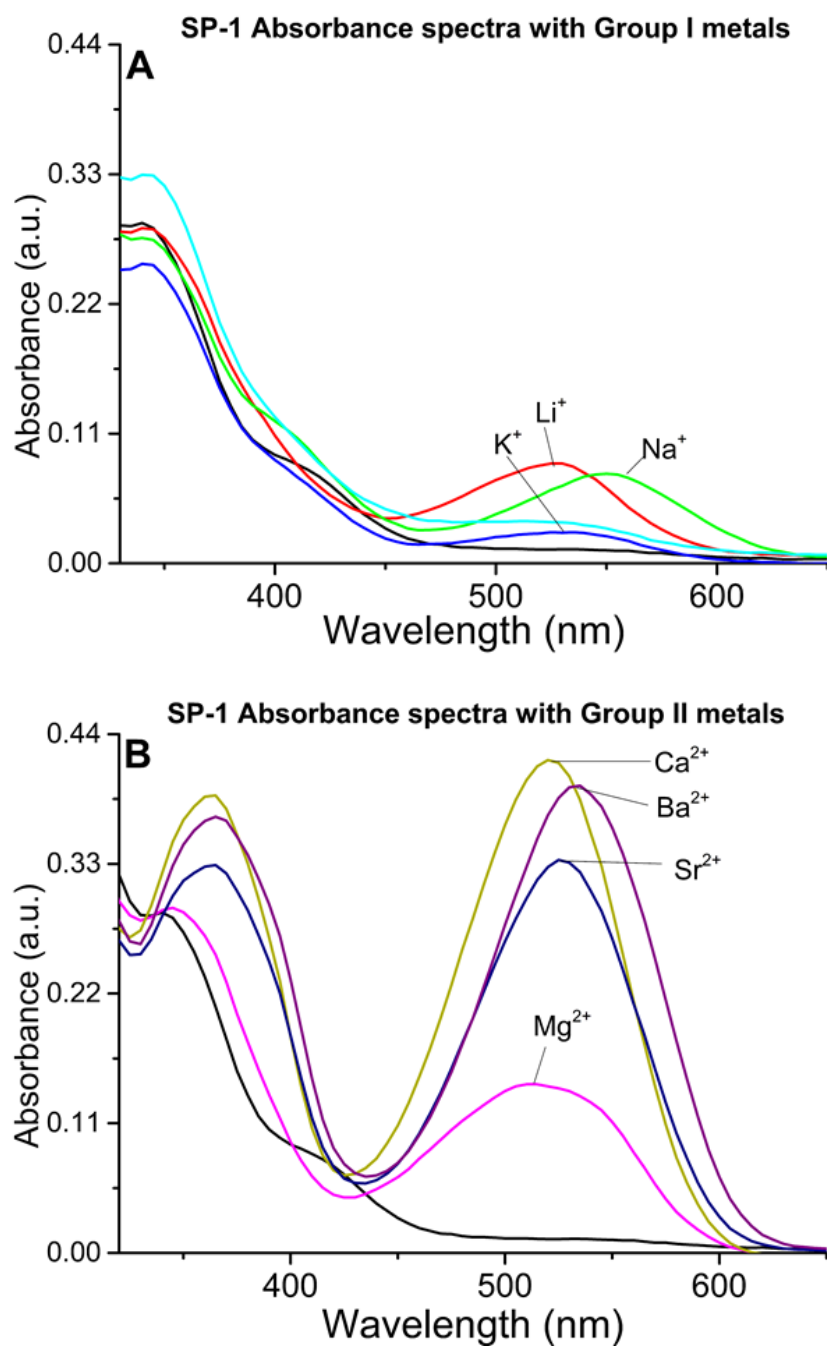 SP-1 Absorbance spectra with Group I metals
A
0.44
0.33
0.22
0.11
0.00
Absorbance (a.u.)
Li⁺
K⁺
Na⁺
400
500
600
Wavelength (nm)
SP-1 Absorbance spectra with Group II metals
B
0.44
0.33
0.22
0.11
0.00
Absorbance (a.u.)
Ca²⁺
Ba²⁺
Sr²⁺
Mg²⁺
400
500
600
Wavelength (nm)